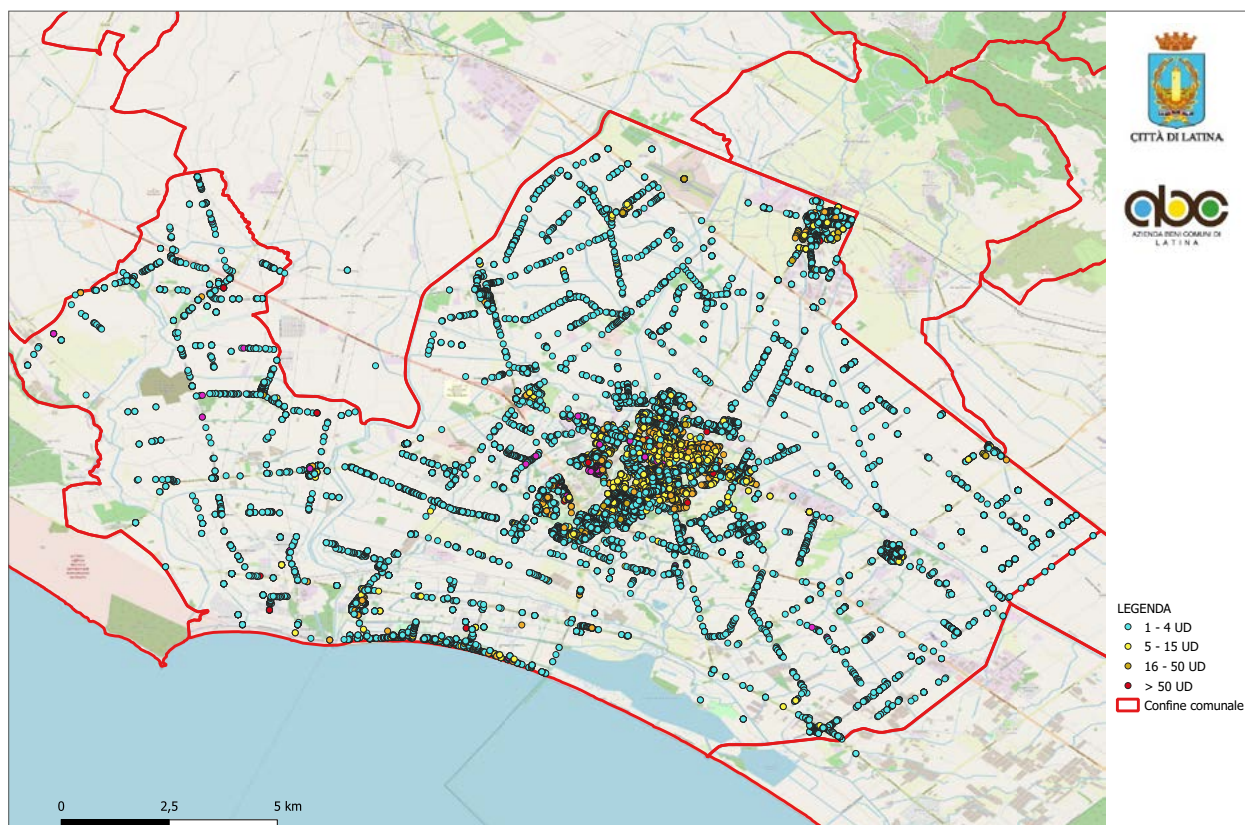 CITTÀ DI LATINA
abc
AZIENDA BENI COMUNI DI
LATINA
LEGENDA
1 - 4 UD
5 - 15 UD
16 - 50 UD
> 50 UD
Confine comunale
0
2,5
5 km